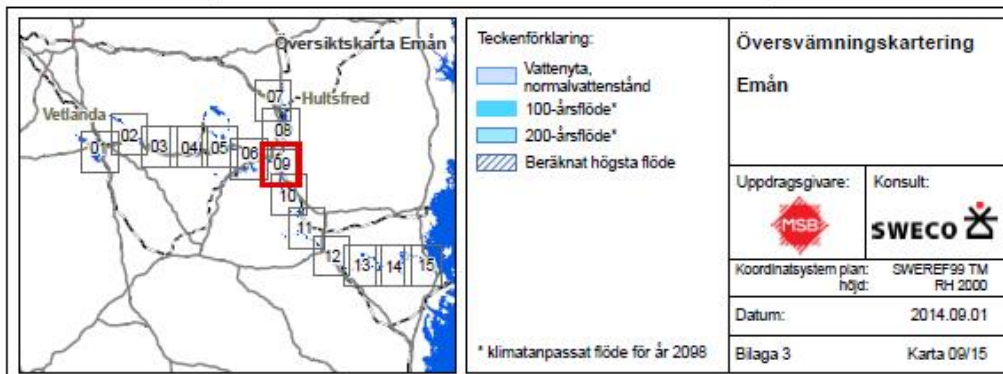 Översiktskarta Emån
07
Hultsfred
Vetlanda
08
02
01
03
04
05
06
09
10
11
12
13
14
15
Teckenförklaring:
Vattenyta,
normalvattenstånd
100-årsflöde*
200-årsflöde*
Beräknat högsta flöde
* klimatanpassat flöde för år 2098
Översvämningskartering
Emån
Uppdragsgivare:
Konsult:
MSB
SWECO
Koordinatsystem plan: SWEREF99 TM
höjd: RH 2000
Datum: 2014.09.01
Bilaga 3 Karta 09/15